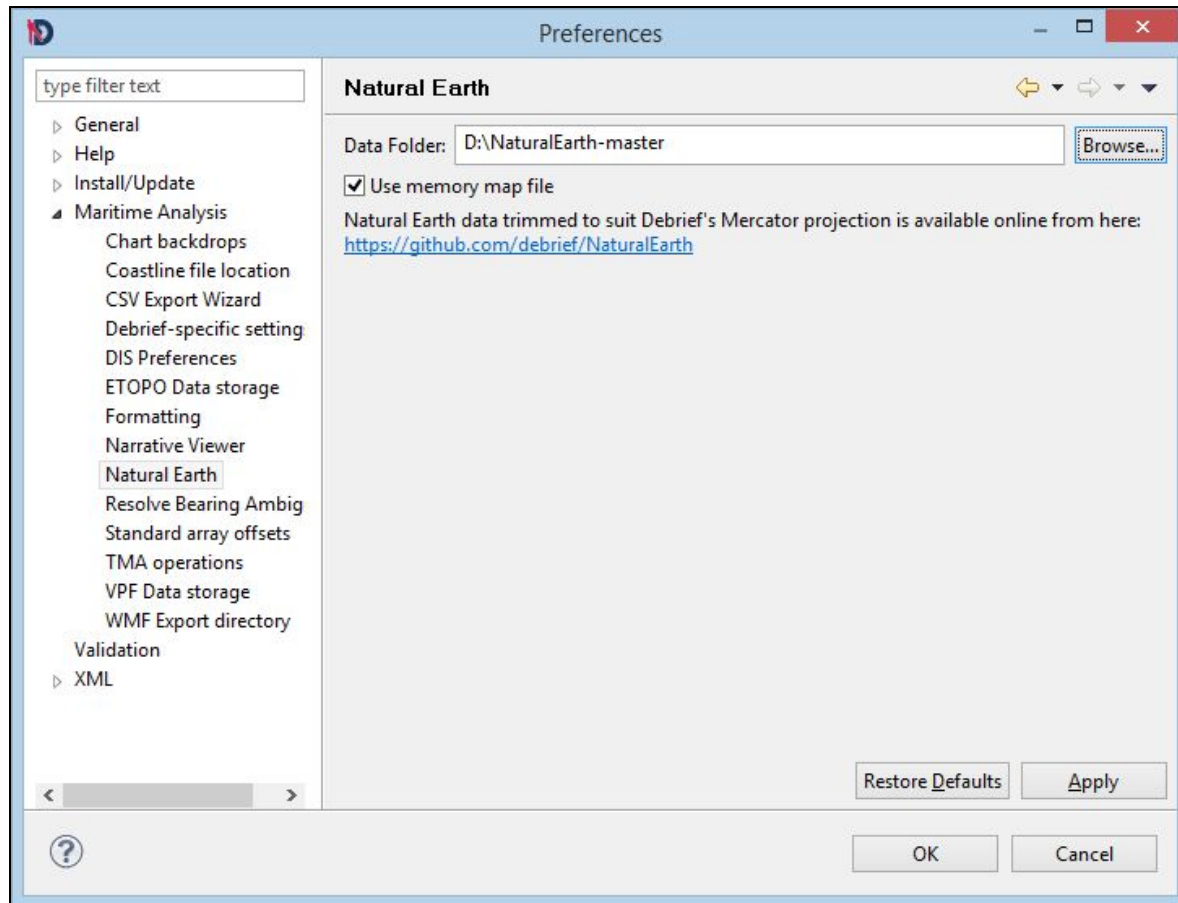 Preferences
type filter text
General
Help
Install/Update
Maritime Analysis
Chart backdrops
Coastline file location
CSV Export Wizard
Debrief-specific setting
DIS Preferences
ETOPO Data storage
Formatting
Narrative Viewer
Natural Earth
Resolve Bearing Ambig
Standard array offsets
TMA operations
VPF Data storage
WMF Export directory
Validation
XML
Natural Earth
Data Folder: D:\NaturalEarth-master Browse...
Use memory map file
Natural Earth data trimmed to suit Debrief's Mercator projection is available online from here:
https://github.com/debrief/NaturalEarth
Restore Defaults Apply
OK Cancel